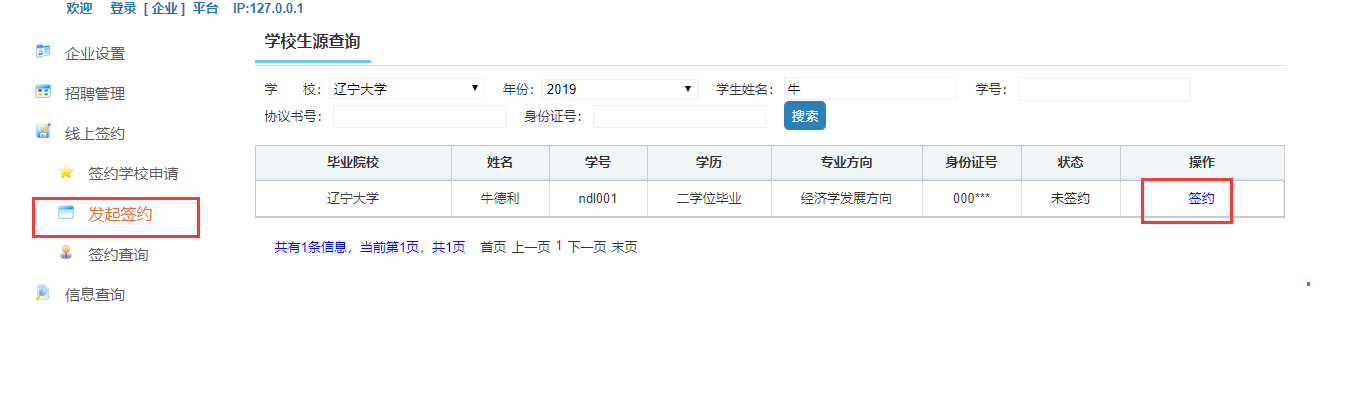 欢迎 登录 [ 企业 ] 平台 IP:127.0.0.1
企业设置
招聘管理
线上签约
签约学校申请
发起签约
签约查询
信息查询
学校生源查询
学 校： 辽宁大学 年份： 2019 学生姓名： 牛 学号：
协议书号： 身份证号： 搜索
毕业院校 姓名 学号 学历 专业方向 身份证号 状态 操作
辽宁大学 牛德利 ndl001 二学位毕业 经济学发展方向 000*** 未签约 签约
共有1条信息，当前第1页，共1页 首页 上一页 1 下一页 末页